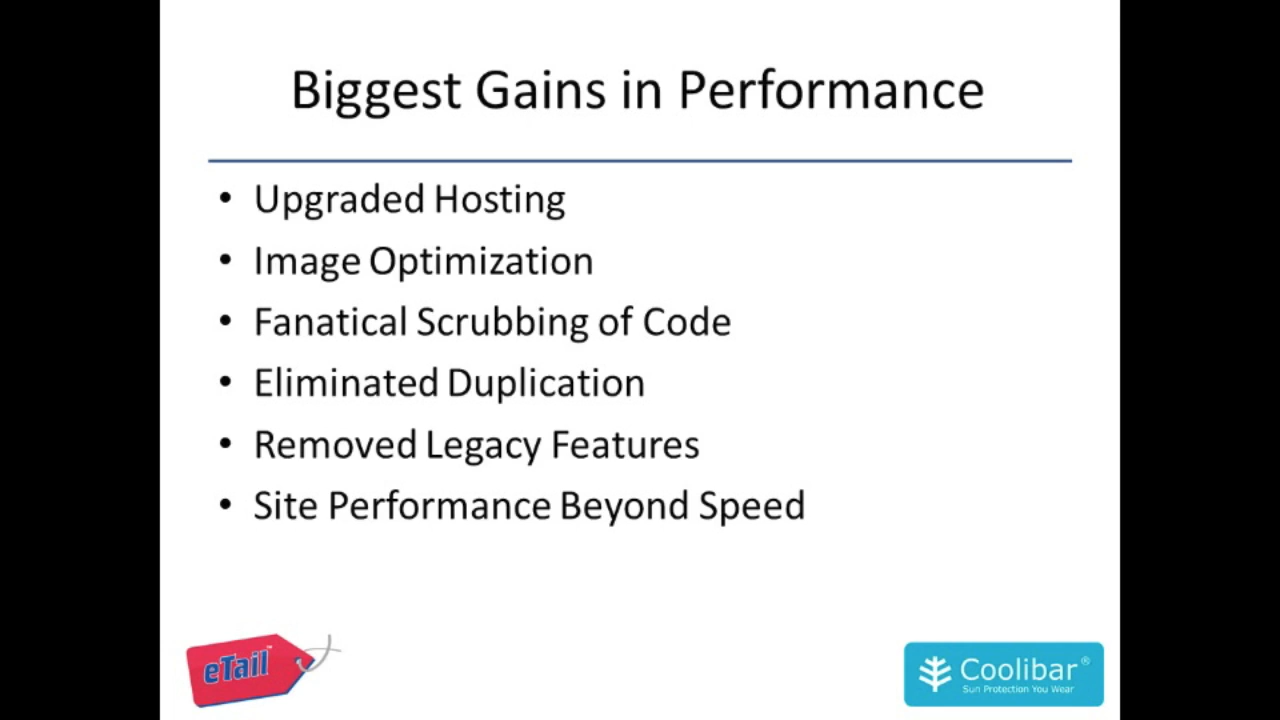 Biggest Gains in Performance
• Upgraded Hosting
• Image Optimization
• Fanatical Scrubbing of Code
• Eliminated Duplication
• Removed Legacy Features
• Site Performance Beyond Speed
eTail™
Coolibar®
Sun Protection You Wear